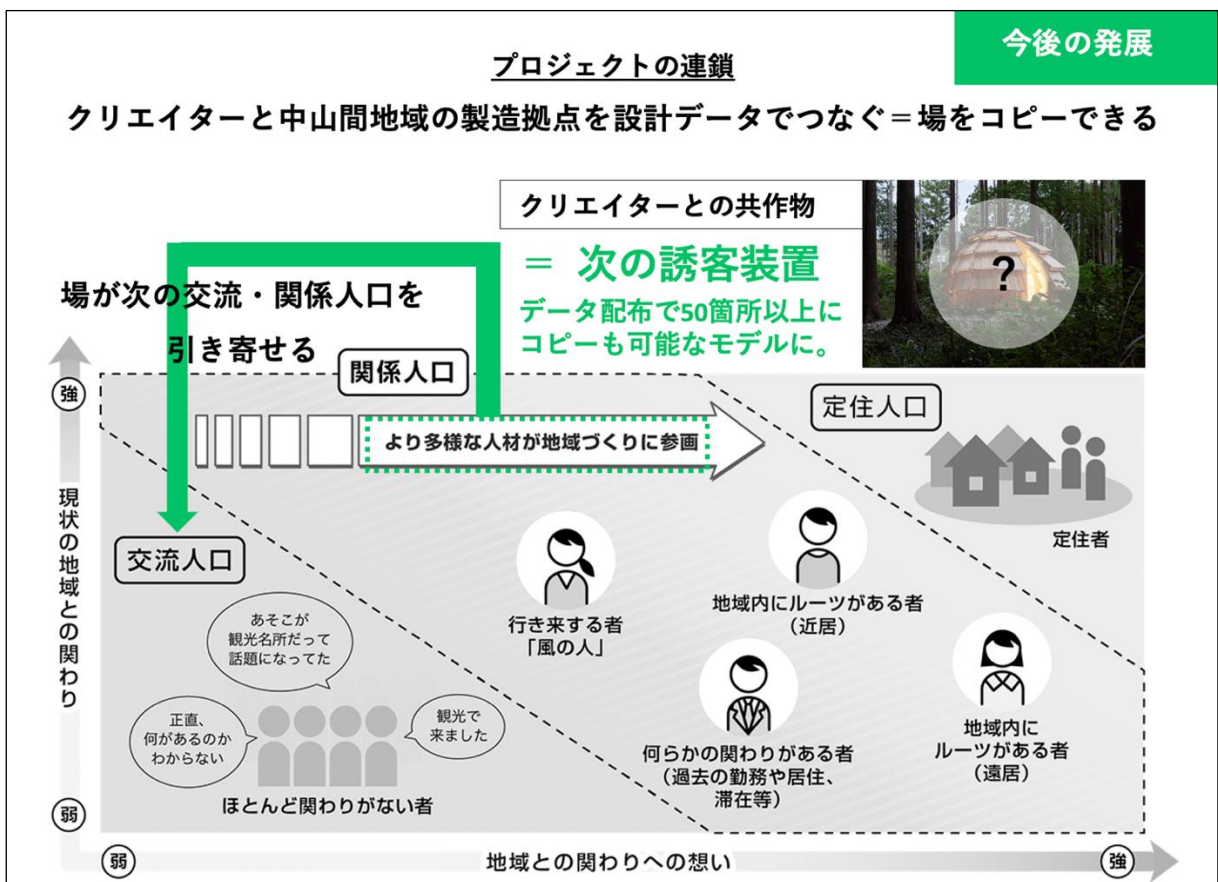 今後の発展
プロジェクトの連鎖
クリエイターと中山間地域の製造拠点を設計データでつなぐ＝場をコピーできる
クリエイターとの共作物
＝ 次の誘客装置
データ配布で50箇所以上に
コピーも可能なモデルに。
?
場が次の交流・関係人口を
引き寄せる
関係人口
定住人口
強
より多様な人材が地域づくりに参画
定住者
現状の地域との関わり
交流人口
あそこが
観光名所だって
話題になってた
正直、
何があるのか
わからない
観光で
来ました
ほとんど関わりがない者
行き来する者
「風の人」
地域内にルーツがある者
（近居）
何らかの関わりがある者
（過去の勤務や居住、
滞在等）
地域内に
ルーツがある者
（遠居）
弱
弱
地域との関わりへの想い
強